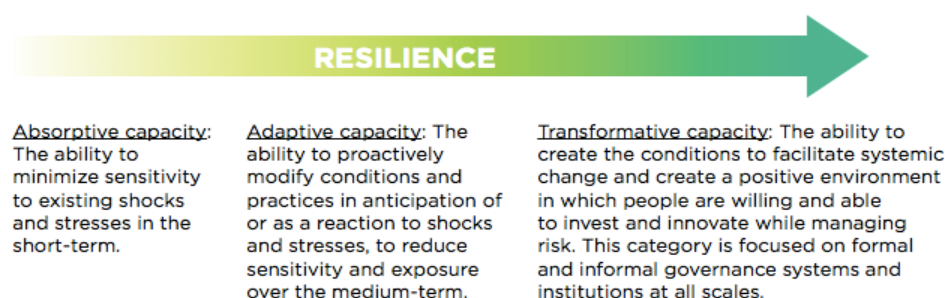 RESILIENCE
Absorptive capacity:
The ability to
minimize sensitivity
to existing shocks
and stresses in the
short-term.
Adaptive capacity: The
ability to proactively
modify conditions and
practices in anticipation of
or as a reaction to shocks
and stresses, to reduce
sensitivity and exposure
over the medium-term.
Transformative capacity: The ability to
create the conditions to facilitate systemic
change and create a positive environment
in which people are willing and able
to invest and innovate while managing
risk. This category is focused on formal
and informal governance systems and
institutions at all scales.